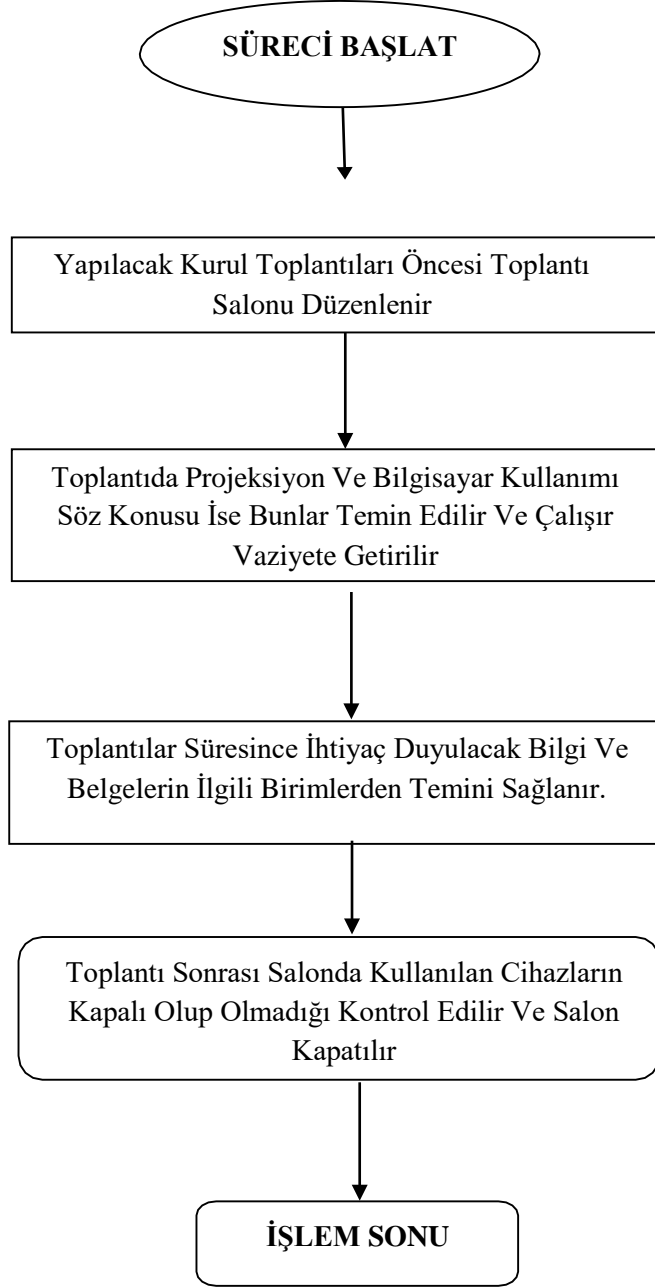 SÜRECİ BAŞLAT
Yapılacak Kurul Toplantıları Öncesi Toplantı
Salonu Düzenlenir
Toplantıda Projeksiyon Ve Bilgisayar Kullanımı
Söz Konusu İse Bunlar Temin Edilir Ve Çalışır
Vaziyete Getirilir
Toplantılar Süresince İhtiyaç Duyulacak Bilgi Ve
Belgelerin İlgili Birimlerden Temini Sağlanır.
Toplantı Sonrası Salonda Kullanılan Cihazların
Kapalı Olup Olmadığı Kontrol Edilir Ve Salon
Kapatılır
İŞLEM SONU